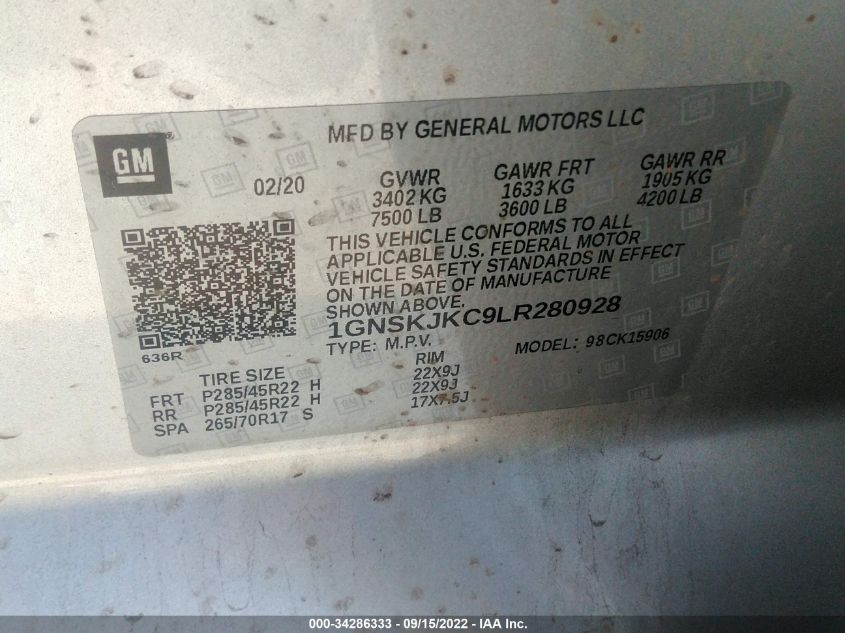 GM
MFD BY GENERAL MOTORS LLC
02/20
GVWR
3402 KG
7500 LB
GAWR FRT
1633 KG
3600 LB
GAWR RR
1905 KG
4200 LB
THIS VEHICLE CONFORMS TO ALL
APPLICABLE U.S. FEDERAL MOTOR
VEHICLE SAFETY STANDARDS IN EFFECT
ON THE DATE OF MANUFACTURE
SHOWN ABOVE.
1GNSKJKC9LR280928
TYPE: M.P.V.
MODEL: 98CK15906
636R
TIRE SIZE
RIM
FRT P285/45R22 H 22X9J
RR P285/45R22 H 22X9J
SPA 265/70R17 S 17X7.5J
000-34286333 - 09/15/2022 - IAA Inc.